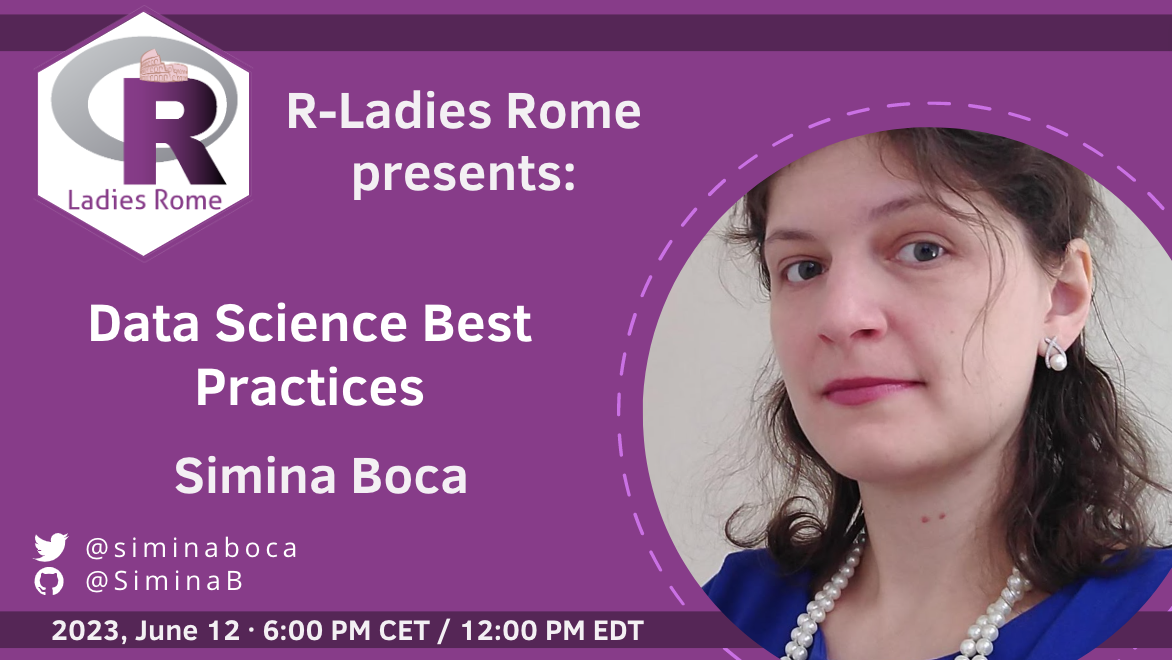 R
Ladies Rome
R-Ladies Rome
presents:
Data Science Best
Practices
Simina Boca
@siminaboca
@SiminaB
2023, June 12 · 6:00 PM CET / 12:00 PM EDT